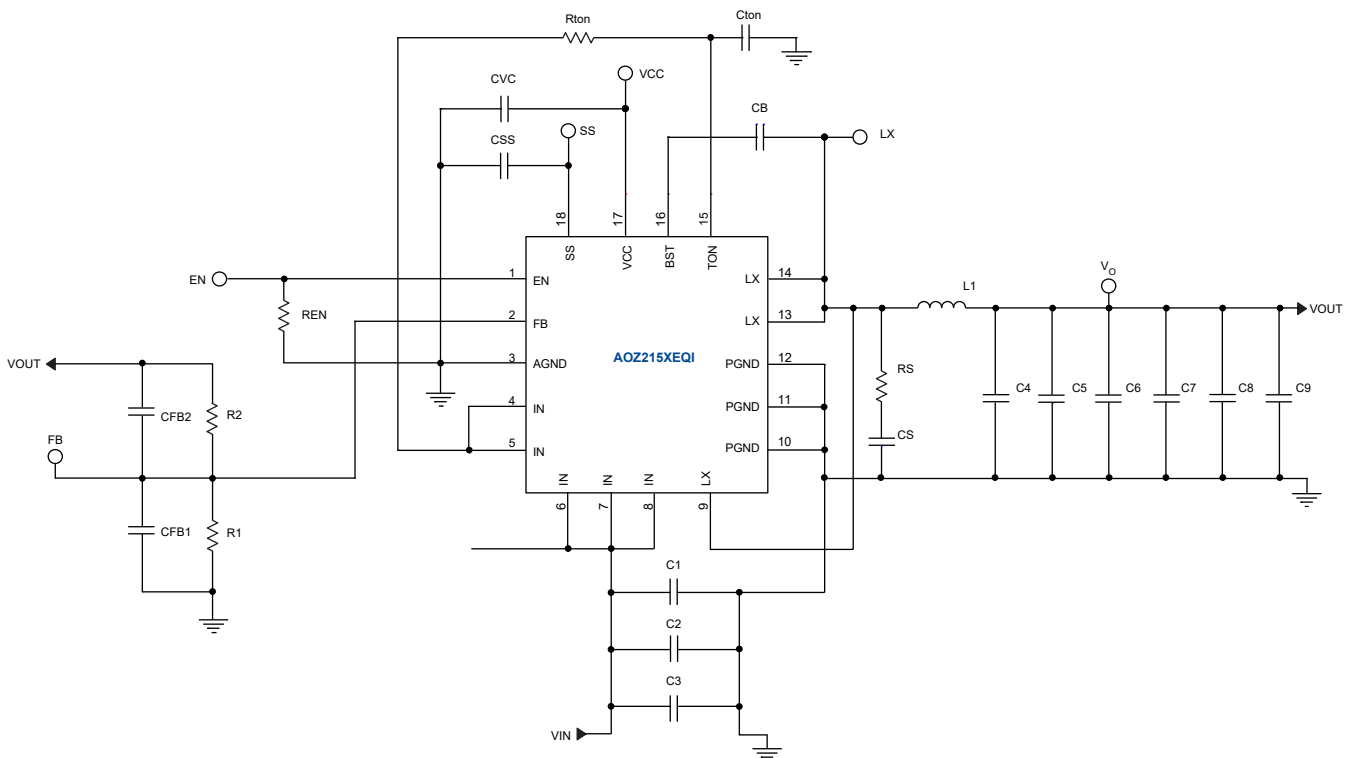 Rton
Cton
CVC
VCC
CB
LX
CSS
SS
18
17
16
15
SS
VCC
BST
TON
EN
1
EN
LX
14
REN
2
FB
LX
13
L1
VO
VOUT
VOUT
3
AGND
AOZ215XEQI
PGND
12
RS
C4
C5
C6
C7
C8
C9
CFB2
R2
4
IN
PGND
11
FB
5
IN
PGND
10
CS
IN
IN
IN
LX
6
7
8
9
CFB1
R1
C1
C2
C3
VIN